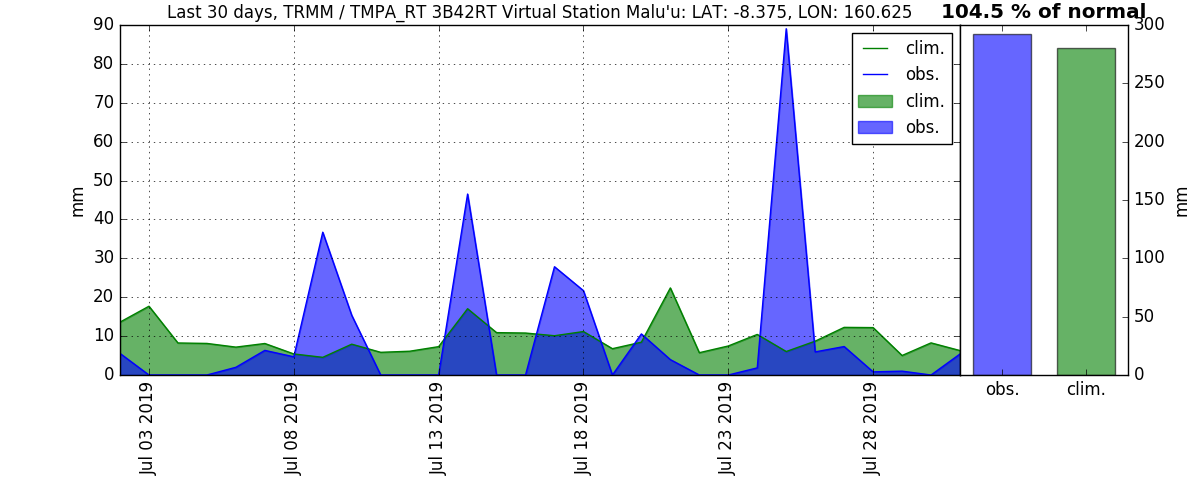 Last 30 days, TRMM / TMPA_RT 3B42RT Virtual Station Malu'u: LAT: -8.375, LON: 160.625
104.5 % of normal
90
80
70
60
50
40
30
20
10
0
mm
clim.
obs.
clim.
obs.
300
250
200
150
100
50
0
mm
obs.
clim.
Jul 03 2019
Jul 08 2019
Jul 13 2019
Jul 18 2019
Jul 23 2019
Jul 28 2019